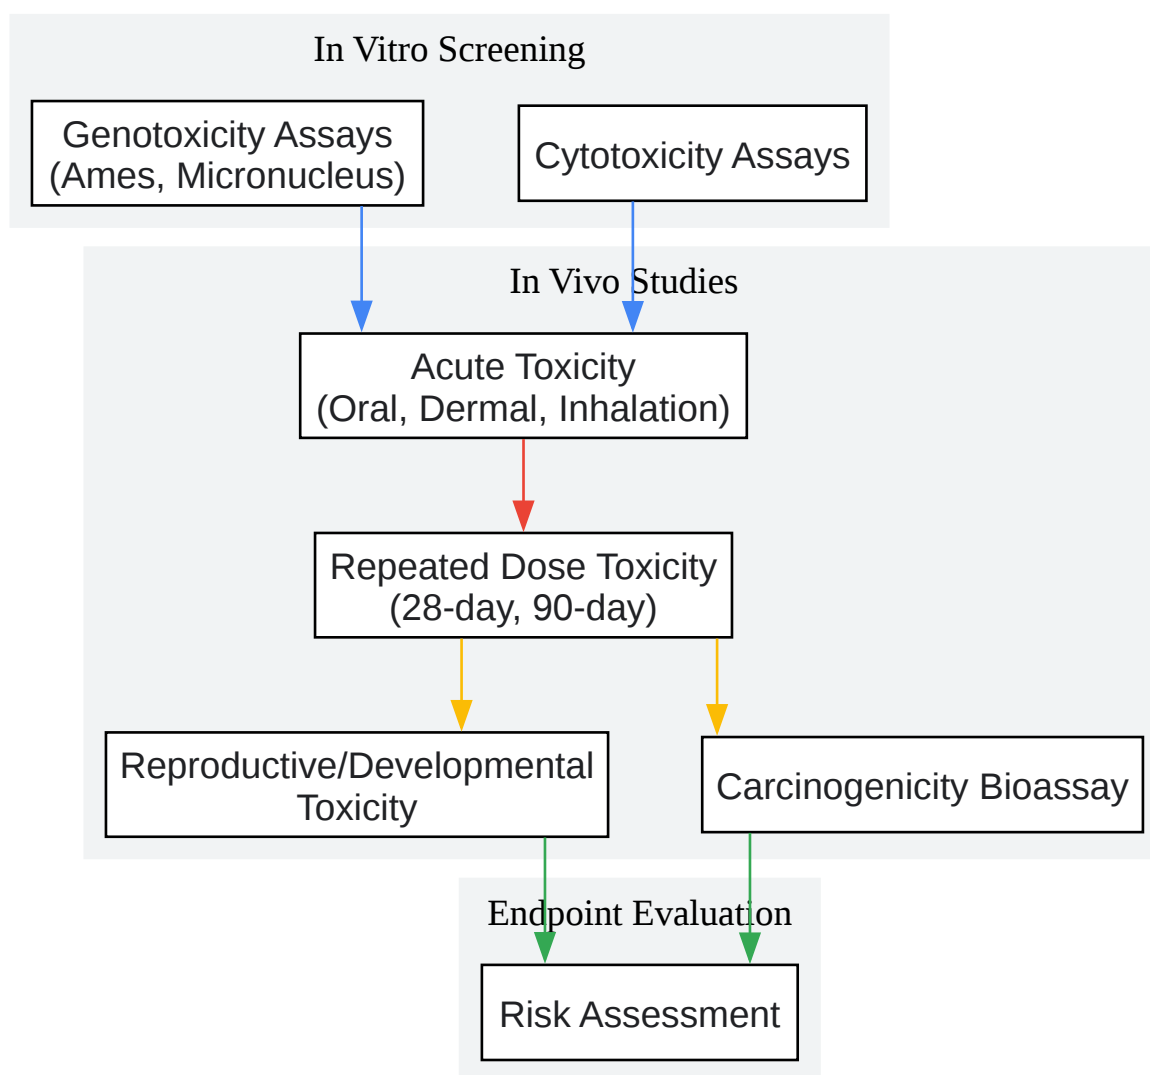 In Vitro Screening
Genotoxicity Assays
(Ames, Micronucleus)
Cytotoxicity Assays
In Vivo Studies
Acute Toxicity
(Oral, Dermal, Inhalation)
Repeated Dose Toxicity
(28-day, 90-day)
Reproductive/Developmental
Toxicity
Carcinogenicity Bioassay
Endpoint Evaluation
Risk Assessment